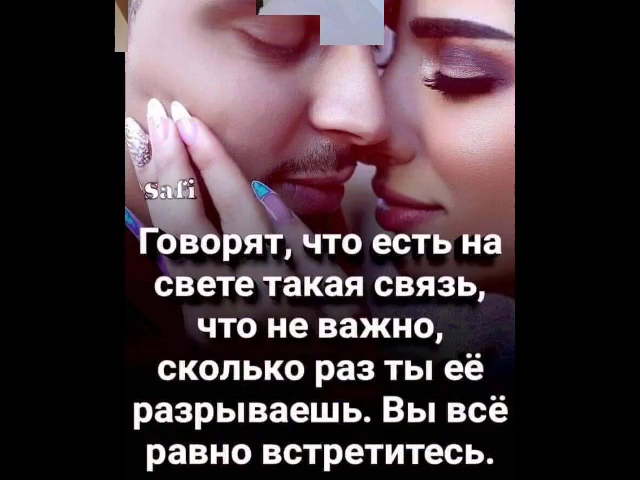 Safi
Говорят, что есть на
свете такая связь,
что не важно,
сколько раз ты её
разрываешь. Вы всё
равно встретитесь.